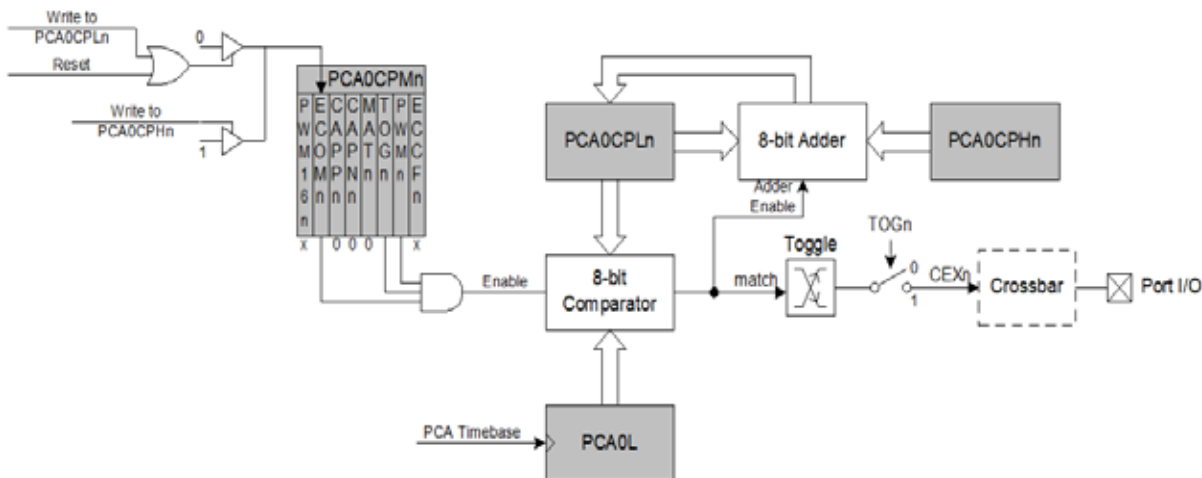 Write to
PCA0CPLn
Reset
0
Write to
PCA0CPHn
1
PCA0CPMn
P W M 1 6 n
E C O M n
C A P P n
C A P N n
M A T n
T O G n
P W M n
E C C F n
x 0 0 0 x
Enable
PCA0CPLn
8-bit Adder
PCA0CPHn
Adder
Enable
8-bit
Comparator
match
Toggle
TOGn
0
1
CEXn
Crossbar
Port I/O
PCA Timebase
PCA0L